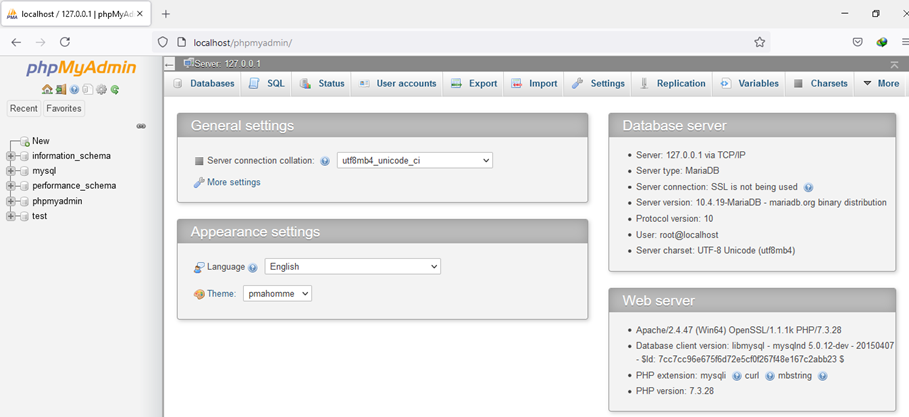 localhost / 127.0.0.1 | phpMyAd
localhost/phpmyadmin/
phpMyAdmin
Recent Favorites
New
information_schema
mysql
performance_schema
phpmyadmin
test
Server: 127.0.0.1
Databases SQL Status User accounts Export Import Settings Replication Variables Charsets More
General settings
Server connection collation: utf8mb4_unicode_ci
More settings
Appearance settings
Language English
Theme: pmahomme
Database server
Server: 127.0.0.1 via TCP/IP
Server type: MariaDB
Server connection: SSL is not being used
Server version: 10.4.19-MariaDB - mariadb.org binary distribution
Protocol version: 10
User: root@localhost
Server charset: UTF-8 Unicode (utf8mb4)
Web server
Apache/2.4.47 (Win64) OpenSSL/1.1.1k PHP/7.3.28
Database client version: libmysql - mysqlnd 5.0.12-dev - 20150407
- $Id: 7cc7cc96e675f6d72e5cf0f267f48e167c2abb23 $
PHP extension: mysqli curl mbstring
PHP version: 7.3.28